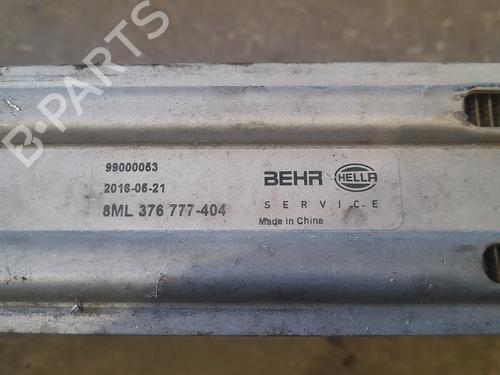 B-PARTS
99000053
2016-05-21
8ML 376 777-404
BEHR HELLA
SERVICE
Made in China